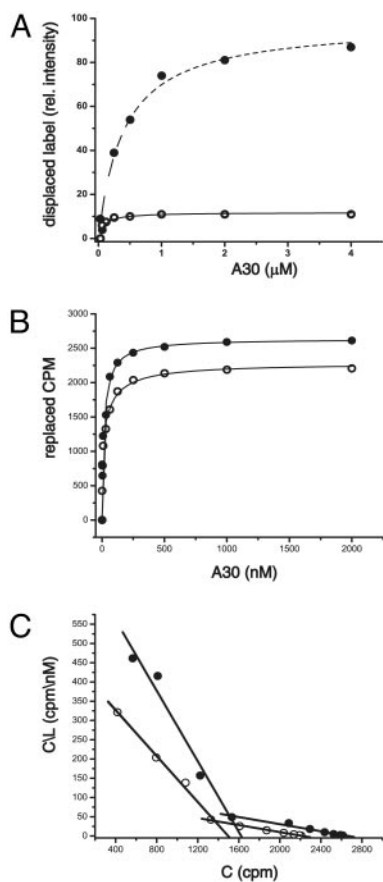 A
displaced label (rel. intensity)
100
80
60
40
20
0
0 1 2 3 4
A30 (µM)
B
replaced CPM
3000
2500
2000
1500
1000
500
0
0 500 1000 1500 2000
A30 (nM)
C
C\L (cpm\nM)
550
500
450
400
350
300
250
200
150
100
50
0
400 800 1200 1600 2000 2400 2800
C (cpm)